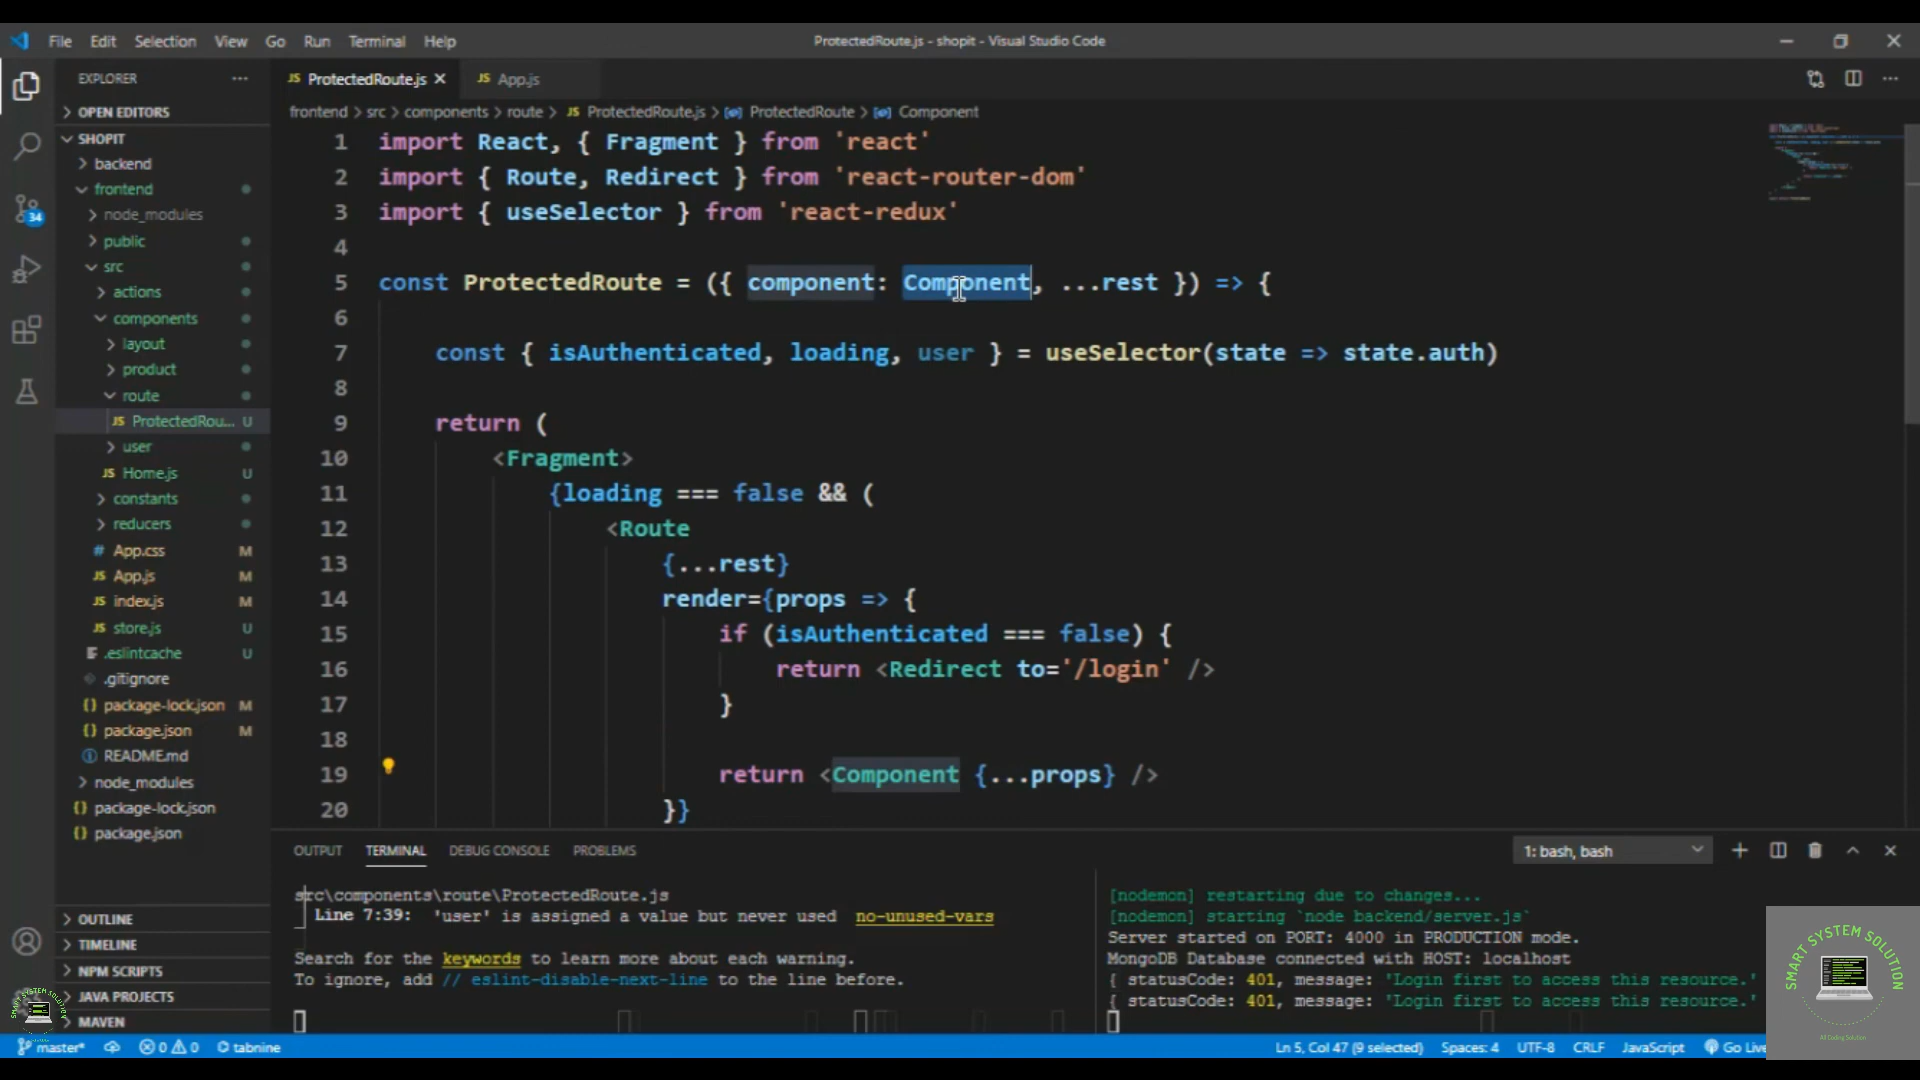 File Edit Selection View Go Run Terminal Help
ProtectedRoute.js - shopit - Visual Studio Code
EXPLORER
OPEN EDITORS
SHOPIT
backend
frontend
node_modules
public
src
actions
components
layout
product
route
JS ProtectedRou... U
user
JS Home.js U
constants
reducers
# App.css M
JS App.js M
JS index.js M
JS store.js U
.eslintcache U
.gitignore
{} package-lock.json M
{} package.json M
README.md
node_modules
{} package-lock.json
{} package.json
OUTLINE
TIMELINE
NPM SCRIPTS
JAVA PROJECTS
MAVEN
34
JS ProtectedRoute.js
JS App.js
frontend > src > components > route > JS ProtectedRoute.js > ProtectedRoute > Component
1 import React, { Fragment } from 'react'
2 import { Route, Redirect } from 'react-router-dom'
3 import { useSelector } from 'react-redux'
4
5 const ProtectedRoute = ({ component: Component, ...rest }) => {
6
7 const { isAuthenticated, loading, user } = useSelector(state => state.auth)
8
9 return (
10 <Fragment>
11 {loading === false && (
12 <Route
13 {...rest}
14 render={props => {
15 if (isAuthenticated === false) {
16 return <Redirect to='/login' />
17 }
18
19 return <Component {...props} />
20 }}
OUTPUT TERMINAL DEBUG CONSOLE PROBLEMS
1: bash, bash
src\components\route\ProtectedRoute.js
Line 7:39: 'user' is assigned a value but never used no-unused-vars
Search for the keywords to learn more about each warning.
To ignore, add // eslint-disable-next-line to the line before.
[nodemon] restarting due to changes...
[nodemon] starting `node backend/server.js`
Server started on PORT: 4000 in PRODUCTION mode.
MongoDB Database connected with HOST: localhost
{ statusCode: 401, message: 'Login first to access this resource.'
{ statusCode: 401, message: 'Login first to access this resource.'
master* 0 0 tabnine
Ln 5, Col 47 (9 selected) Spaces: 4 UTF-8 CRLF JavaScript Go Live
SMART SYSTEM SOLUTION
All Coding Solution